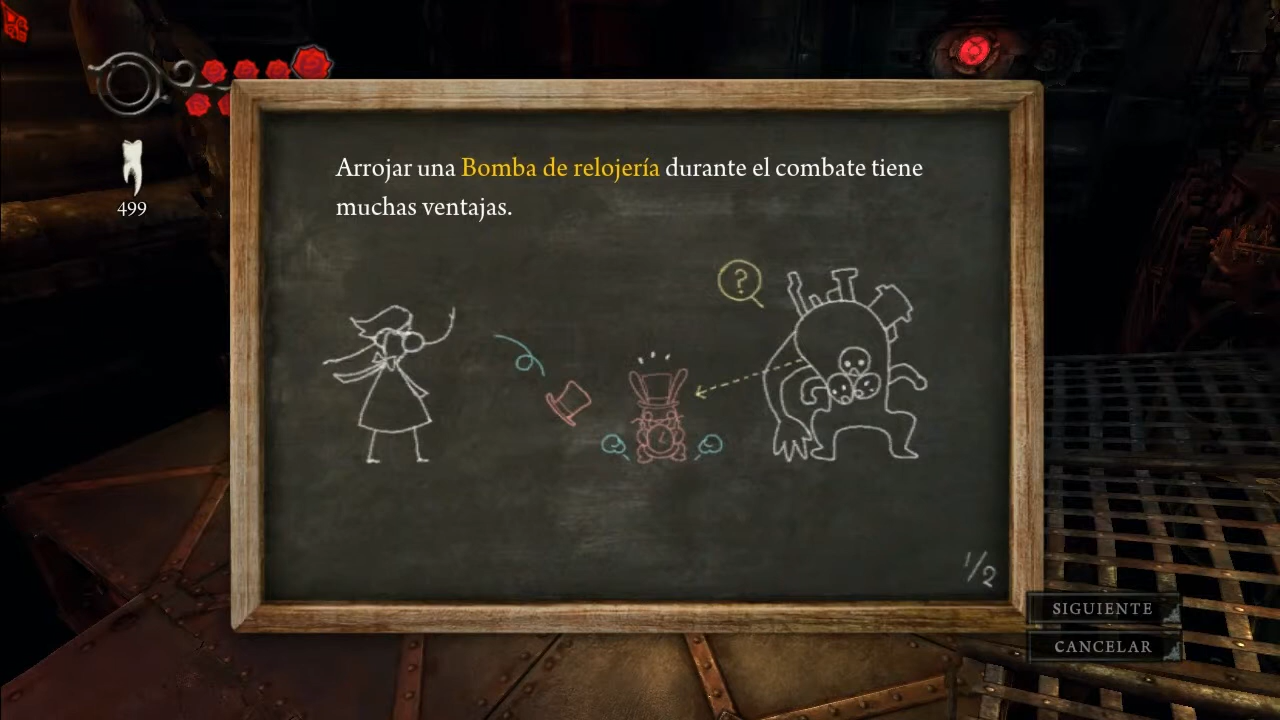 Arrojar una Bomba de relojería durante el combate tiene
muchas ventajas.
499
?
1/2
SIGUIENTE
CANCELAR